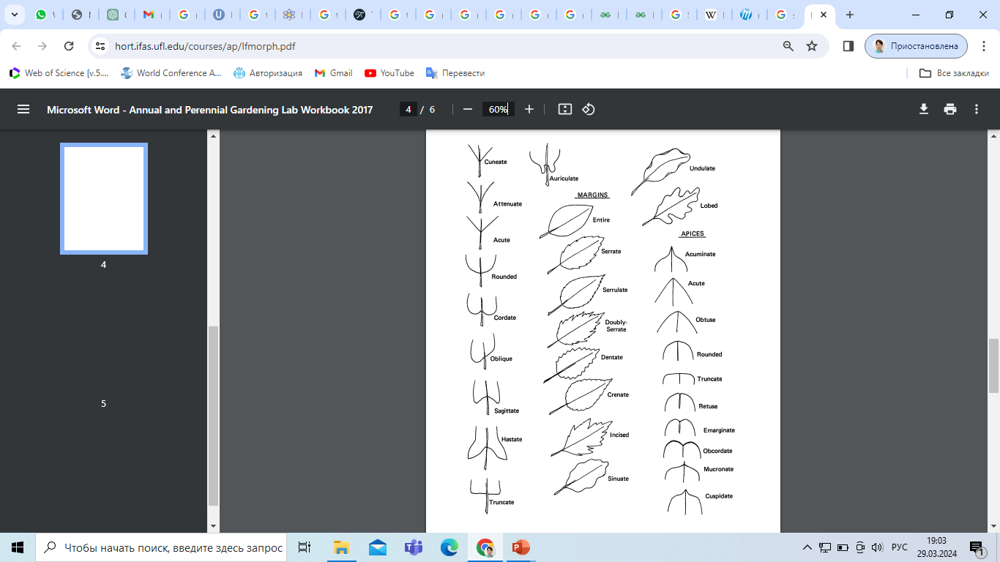 hort.ifas.ufl.edu/courses/ap/lfmorph.pdf
Приостановлена
Web of Science [v.5....
World Conference A...
Авторизация
Gmail
YouTube
Перевести
Все закладки
Microsoft Word - Annual and Perennial Gardening Lab Workbook 2017
4 / 6
60%
4
5
Cuneate
Attenuate
Acute
Rounded
Cordate
Oblique
Sagittate
Hastate
Truncate
Auriculate
MARGINS
Entire
Serrate
Serrulate
Doubly-
Serrate
Dentate
Crenate
Incised
Sinuate
Undulate
Lobed
APICES
Acuminate
Acute
Obtuse
Rounded
Truncate
Retuse
Emarginate
Obcordate
Mucronate
Cuspidate
Чтобы начать поиск, введите здесь запрос
РУС
19:03
29.03.2024
1